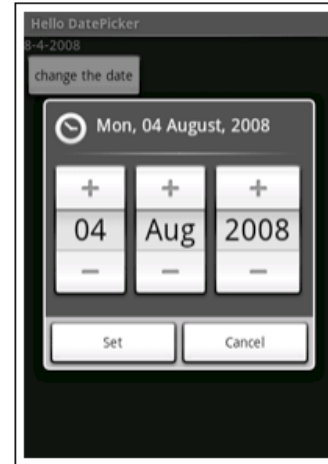 Hello DatePicker
8-4-2008
change the date
Mon, 04 August, 2008
+ + +
04 Aug 2008
− − −
Set Cancel